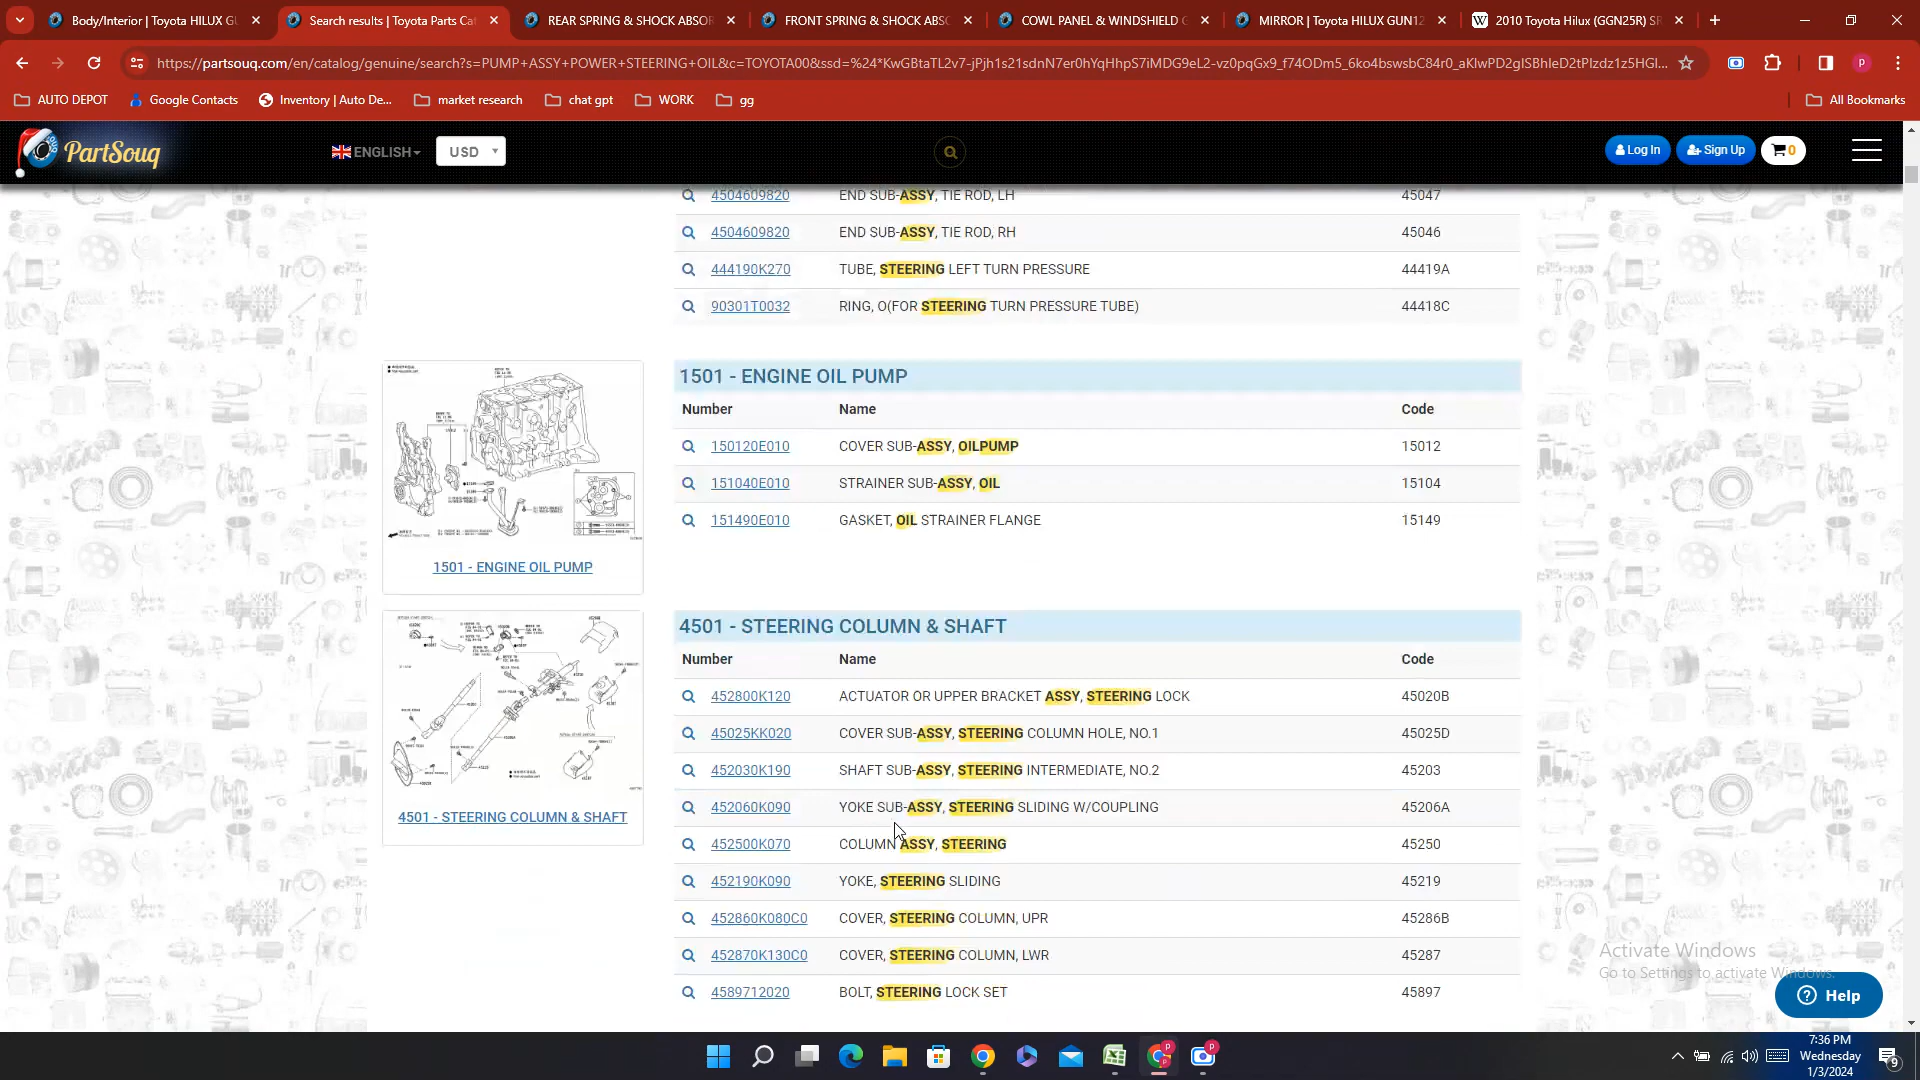 Body/Interior | Toyota HILUX GU
Search results | Toyota Parts Cat
REAR SPRING & SHOCK ABSOR
FRONT SPRING & SHOCK ABSO
COWL PANEL & WINDSHIELD G
MIRROR | Toyota HILUX GUN12
2010 Toyota Hilux (GGN25R) SR
AUTO DEPOT
Google Contacts
Inventory | Auto De...
market research
chat gpt
WORK
gg
All Bookmarks
PartSouq
ENGLISH
USD
Log In
Sign Up
0
4504609820 END SUB-ASSY, TIE ROD, LH 45047
4504609820 END SUB-ASSY, TIE ROD, RH 45046
444190K270 TUBE, STEERING LEFT TURN PRESSURE 44419A
90301T0032 RING, O(FOR STEERING TURN PRESSURE TUBE) 44418C
1501 - ENGINE OIL PUMP
1501 - ENGINE OIL PUMP
Number Name Code
150120E010 COVER SUB-ASSY, OILPUMP 15012
151040E010 STRAINER SUB-ASSY, OIL 15104
151490E010 GASKET, OIL STRAINER FLANGE 15149
4501 - STEERING COLUMN & SHAFT
4501 - STEERING COLUMN & SHAFT
Number Name Code
452800K120 ACTUATOR OR UPPER BRACKET ASSY, STEERING LOCK 45020B
45025KK020 COVER SUB-ASSY, STEERING COLUMN HOLE, NO.1 45025D
452030K190 SHAFT SUB-ASSY, STEERING INTERMEDIATE, NO.2 45203
452060K090 YOKE SUB-ASSY, STEERING SLIDING W/COUPLING 45206A
452500K070 COLUMN ASSY, STEERING 45250
452190K090 YOKE, STEERING SLIDING 45219
452860K080C0 COVER, STEERING COLUMN, UPR 45286B
452870K130C0 COVER, STEERING COLUMN, LWR 45287
4589712020 BOLT, STEERING LOCK SET 45897
Activate Windows
Go to Settings to activate Windows.
Help
7:36 PM
Wednesday
1/3/2024
9